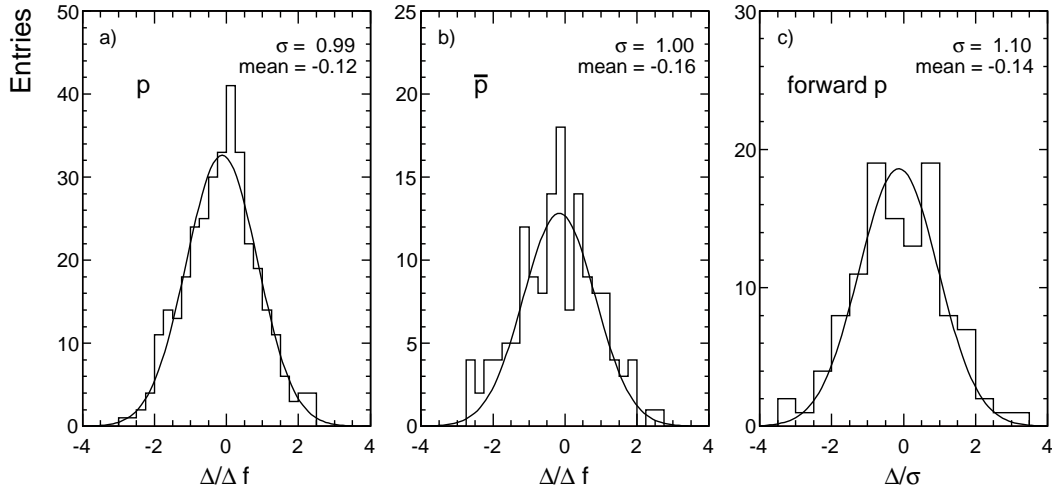 Entries
a)
σ = 0.99
mean = -0.12
p
50
40
30
20
10
0
-4 -2 0 2 4
Δ/Δ f
b)
σ = 1.00
mean = -0.16
p̅
25
20
15
10
5
0
-4 -2 0 2 4
Δ/Δ f
c)
σ = 1.10
mean = -0.14
forward p
30
20
10
0
-4 -2 0 2 4
Δ/σ